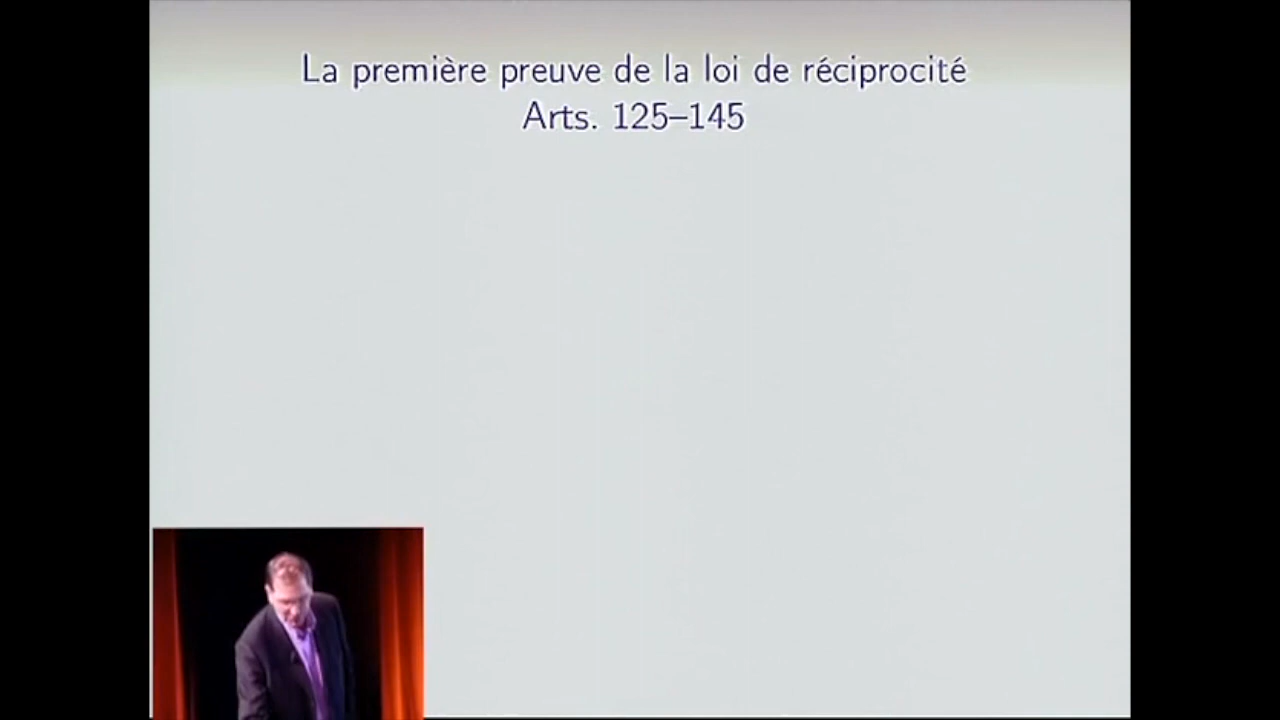 La première preuve de la loi de réciprocité
Arts. 125–145